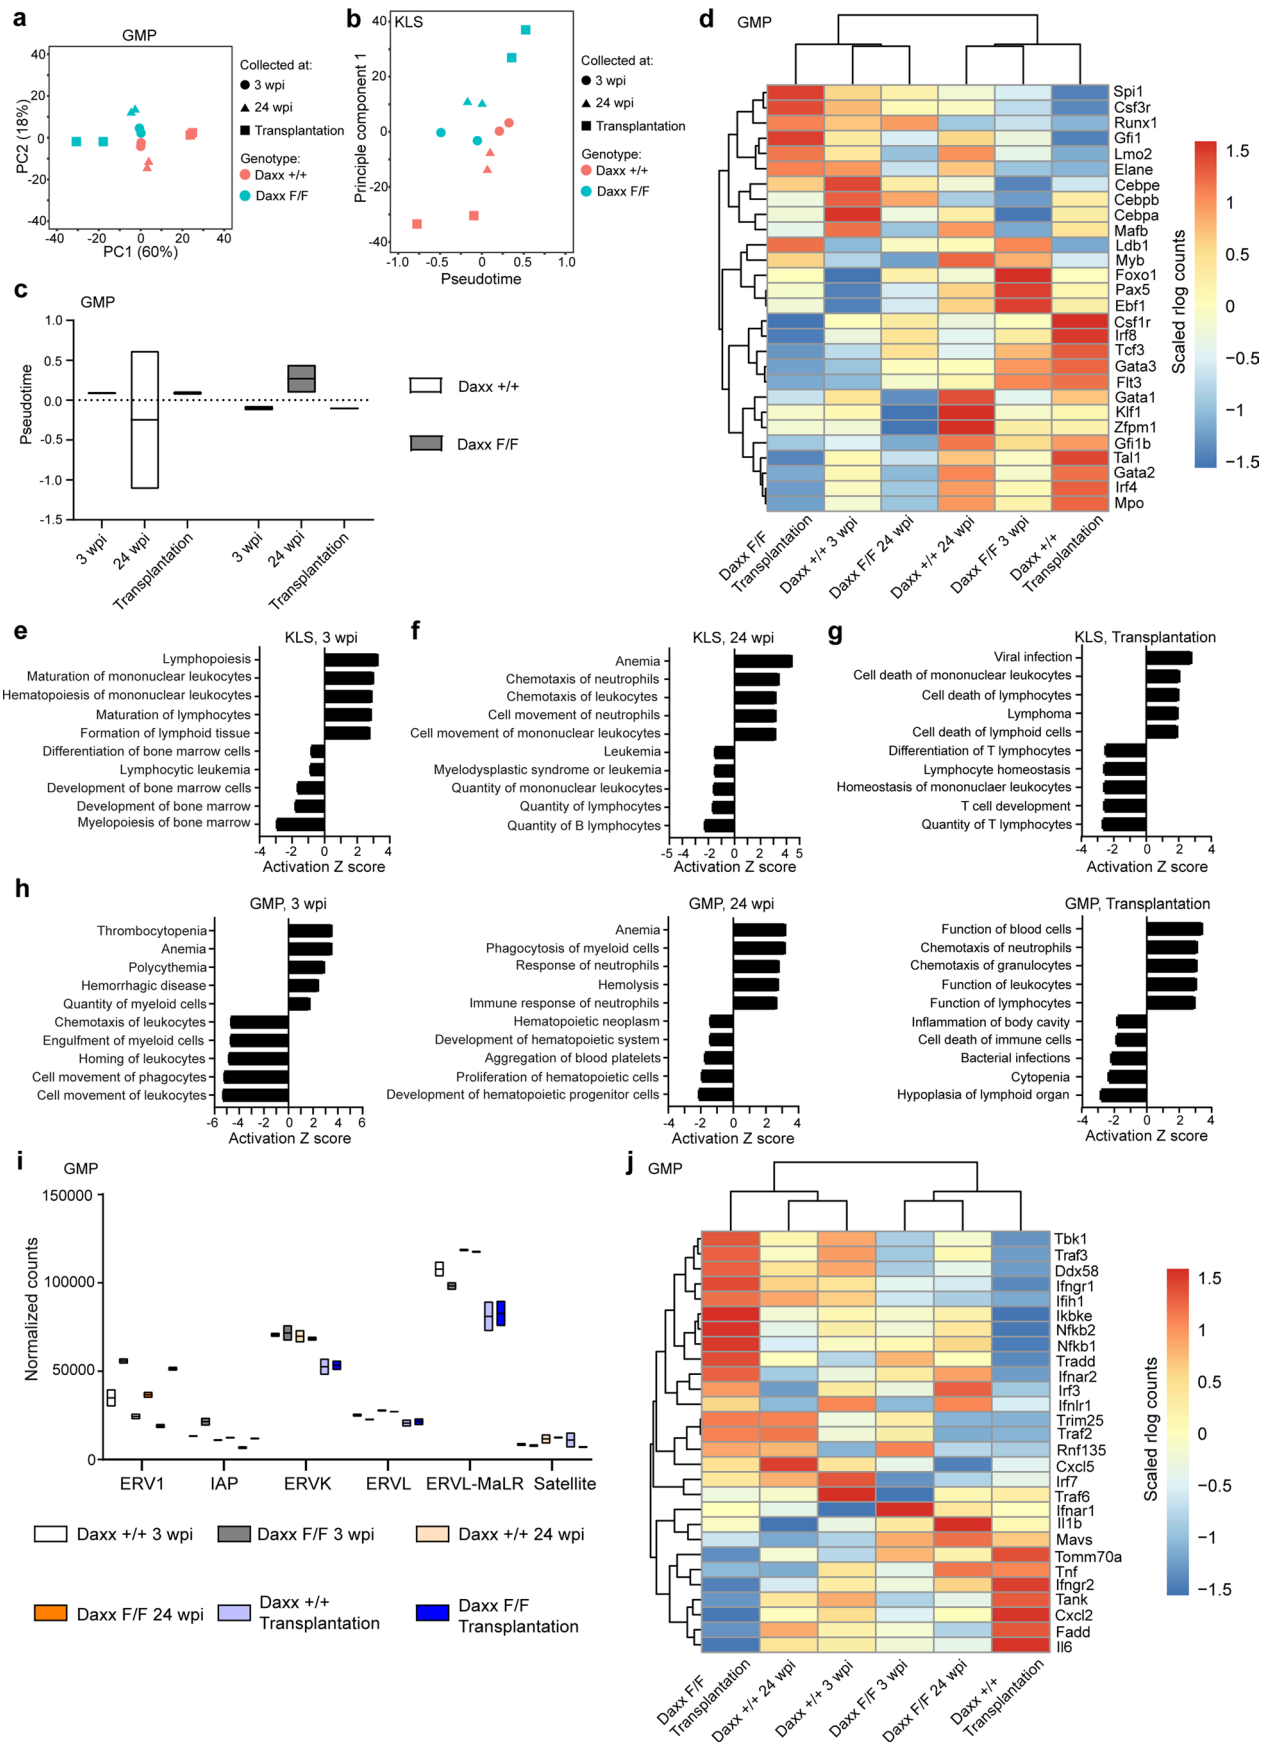 a
GMP
PC2 (18%)
40
20
0
-20
-40
-40
-20
0
20
40
PC1 (60%)
Collected at:
3 wpi
24 wpi
Transplantation
Genotype:
Daxx +/+
Daxx F/F
b
KLS
Principle component 1
40
20
0
-20
-40
-1.0
-0.5
0
0.5
1.0
Pseudotime
Collected at:
3 wpi
24 wpi
Transplantation
Genotype:
Daxx +/+
Daxx F/F
c
GMP
Pseudotime
1.0
0.5
0.0
-0.5
-1.0
-1.5
3 wpi
24 wpi
Transplantation
3 wpi
24 wpi
Transplantation
Daxx +/+
Daxx F/F
d
GMP
Spi1
Csf3r
Runx1
Gfi1
Lmo2
Elane
Cebpe
Cebpb
Cebpa
Mafb
Ldb1
Myb
Foxo1
Pax5
Ebf1
Csf1r
Irf8
Tcf3
Gata3
Flt3
Gata1
Klf1
Zfpm1
Gfi1b
Tal1
Gata2
Irf4
Mpo
Daxx F/F
Transplantation
Daxx +/+ 3 wpi
Daxx F/F 24 wpi
Daxx +/+ 24 wpi
Daxx F/F 3 wpi
Daxx +/+
Transplantation
Scaled rlog counts
1.5
1
0.5
0
−0.5
−1
−1.5
e
KLS, 3 wpi
Lymphopoiesis
Maturation of mononuclear leukocytes
Hematopoiesis of mononuclear leukocytes
Maturation of lymphocytes
Formation of lymphoid tissue
Differentiation of bone marrow cells
Lymphocytic leukemia
Development of bone marrow cells
Development of bone marrow
Myelopoiesis of bone marrow
-4 -2 0 2 4
Activation Z score
f
KLS, 24 wpi
Anemia
Chemotaxis of neutrophils
Chemotaxis of leukocytes
Cell movement of neutrophils
Cell movement of mononuclear leukocytes
Leukemia
Myelodysplastic syndrome or leukemia
Quantity of mononuclear leukocytes
Quantity of lymphocytes
Quantity of B lymphocytes
-5 -4 -2 0 2 4 5
Activation Z score
g
KLS, Transplantation
Viral infection
Cell death of mononuclear leukocytes
Cell death of lymphocytes
Lymphoma
Cell death of lymphoid cells
Differentiation of T lymphocytes
Lymphocyte homeostasis
Homeostasis of mononuclaer leukocytes
T cell development
Quantity of T lymphocytes
-4 -2 0 2 4
Activation Z score
h
GMP, 3 wpi
Thrombocytopenia
Anemia
Polycythemia
Hemorrhagic disease
Quantity of myeloid cells
Chemotaxis of leukocytes
Engulfment of myeloid cells
Homing of leukocytes
Cell movement of phagocytes
Cell movement of leukocytes
-6 -4 -2 0 2 4 6
Activation Z score
GMP, 24 wpi
Anemia
Phagocytosis of myeloid cells
Response of neutrophils
Hemolysis
Immune response of neutrophils
Hematopoietic neoplasm
Development of hematopoietic system
Aggregation of blood platelets
Proliferation of hematopoietic cells
Development of hematopoietic progenitor cells
-4 -2 0 2 4 6
Activation Z score
GMP, Transplantation
Function of blood cells
Chemotaxis of neutrophils
Chemotaxis of granulocytes
Function of leukocytes
Function of lymphocytes
Inflammation of body cavity
Cell death of immune cells
Bacterial infections
Cytopenia
Hypoplasia of lymphoid organ
-4 -2 0 2 4
Activation Z score
i
GMP
Normalized counts
150000
100000
50000
0
ERV1 IAP ERVK ERVL ERVL-MaLR Satellite
Daxx +/+ 3 wpi
Daxx F/F 3 wpi
Daxx +/+ 24 wpi
Daxx F/F 24 wpi
Daxx +/+
Transplantation
Daxx F/F
Transplantation
j
GMP
Tbk1
Traf3
Ddx58
Ifngr1
Ifih1
Ikbke
Nfkb2
Nfkb1
Tradd
Ifnar2
Irf3
Ifnlr1
Trim25
Traf2
Rnf135
Cxcl5
Irf7
Traf6
Ifnar1
Il1b
Mavs
Tomm70a
Tnf
Ifngr2
Tank
Cxcl2
Fadd
Il6
Daxx F/F
Transplantation
Daxx +/+ 24 wpi
Daxx +/+ 3 wpi
Daxx F/F 3 wpi
Daxx F/F 24 wpi
Daxx +/+
Transplantation
Scaled rlog counts
1.5
1
0.5
0
−0.5
−1
−1.5